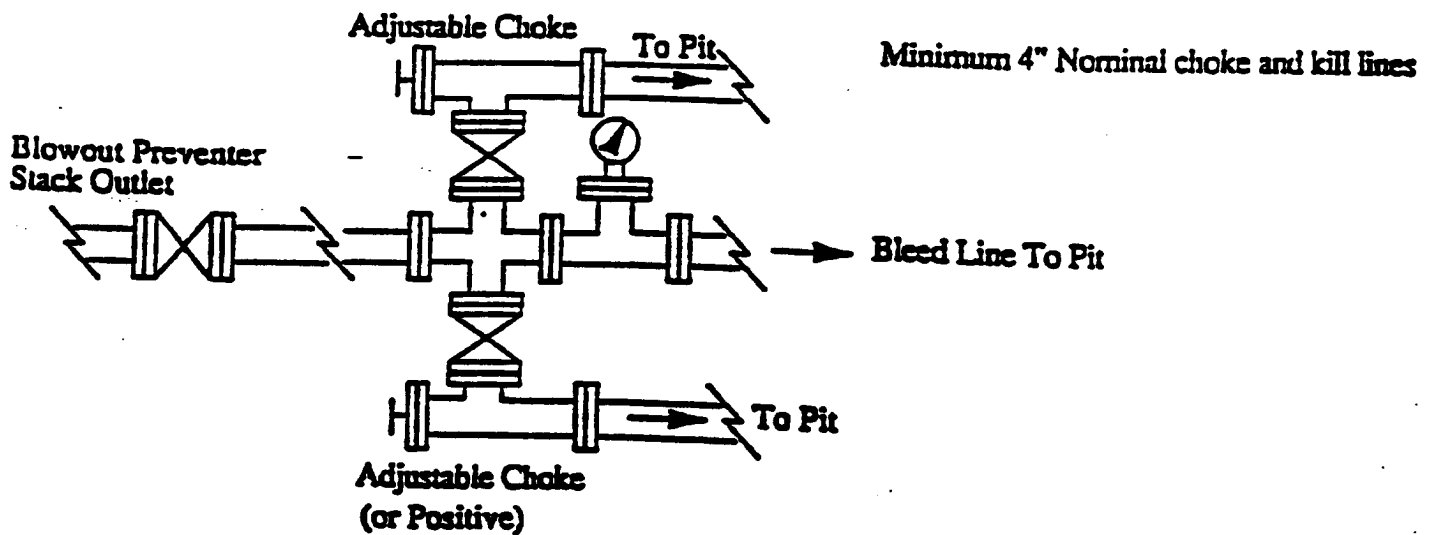 Adjustable Choke
To Pit
Minimum 4" Nominal choke and kill lines
Blowout Preventer
Stack Outlet
Bleed Line To Pit
To Pit
Adjustable Choke
(or Positive)